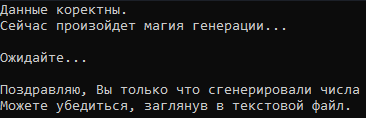 Данные коректны.
Сейчас произойдет магия генерации...
Ожидайте...
Поздравляю, Вы только что сгенерировали числа
Можете убедиться, заглянув в текстовой файл.